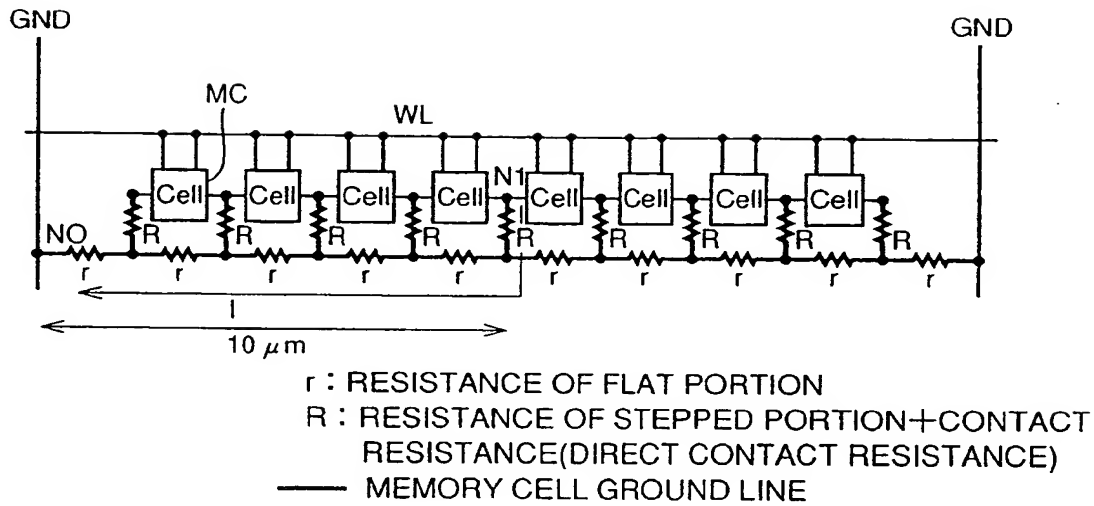 GND
GND
MC
WL
Cell Cell Cell Cell N1 Cell Cell Cell Cell
NO R R R R R R R R R
r r r r r r r r r r
I
10 μm
r : RESISTANCE OF FLAT PORTION
R : RESISTANCE OF STEPPED PORTION+CONTACT
RESISTANCE(DIRECT CONTACT RESISTANCE)
MEMORY CELL GROUND LINE